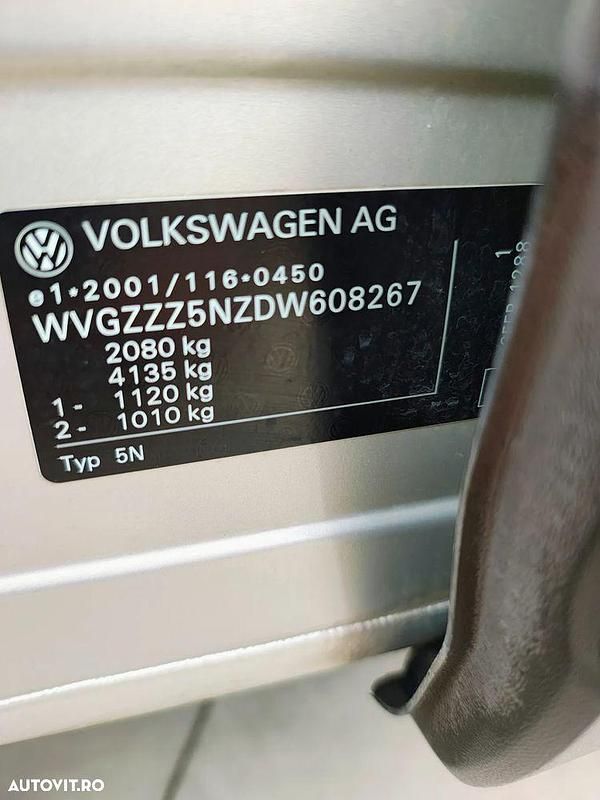 VOLKSWAGEN AG
e1*2001/116*0450
WVGZZZ5NZDW608267
2080 kg
4135 kg
1- 1120 kg
2- 1010 kg
Typ 5N
AUTOVIT.RO